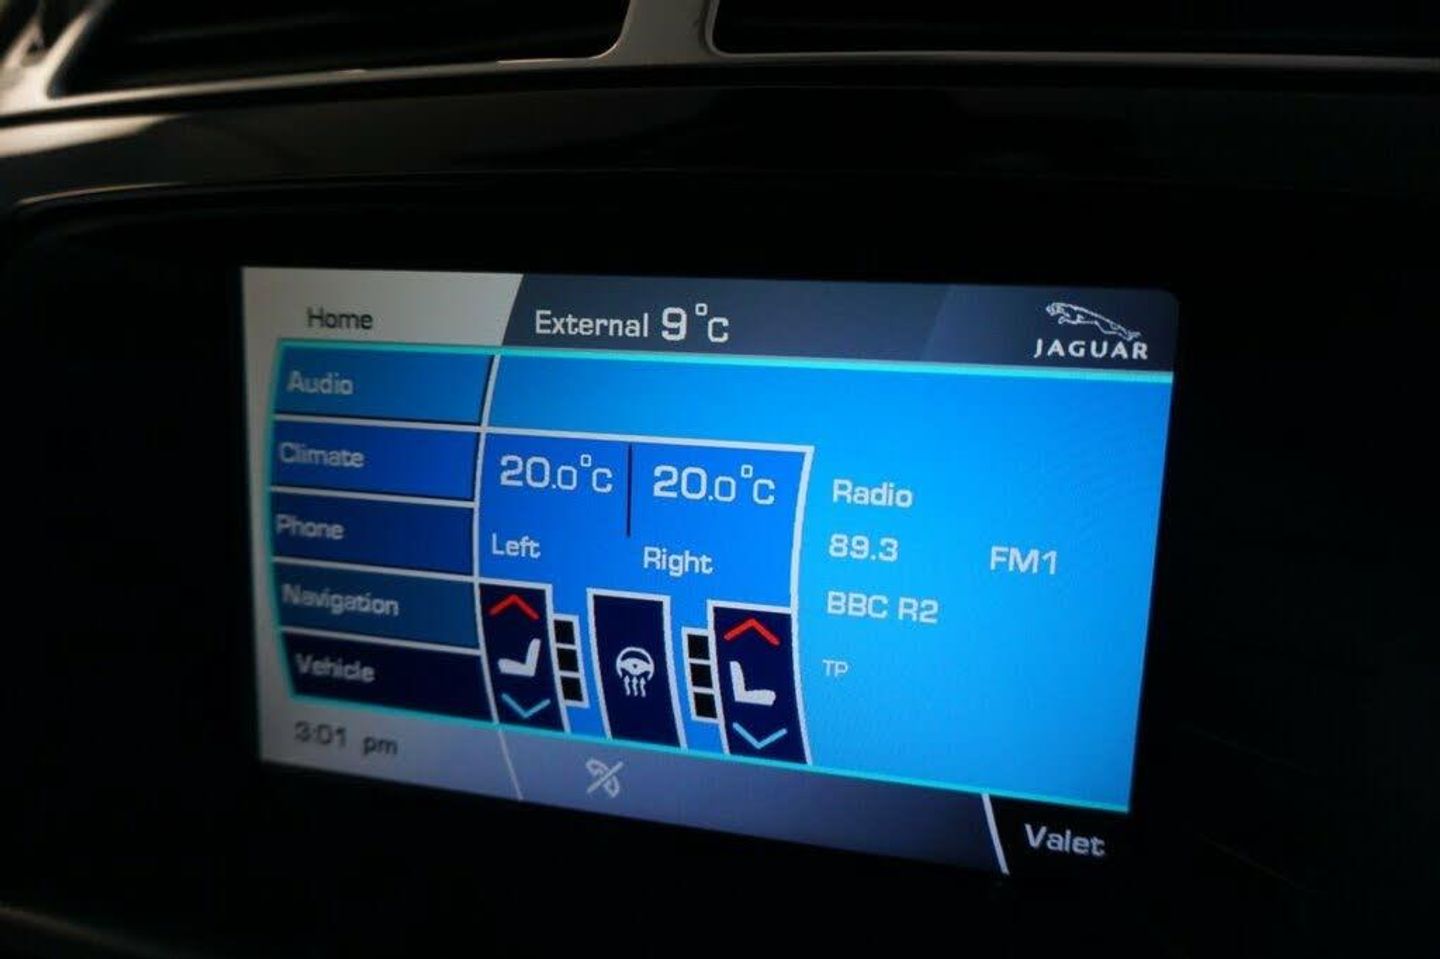 Home
External 9°C
JAGUAR
Audio
Climate
Phone
Navigation
Vehicle
20.0°C
20.0°C
Left
Right
Radio
89.3
FM1
BBC R2
TP
3:01 pm
Valet